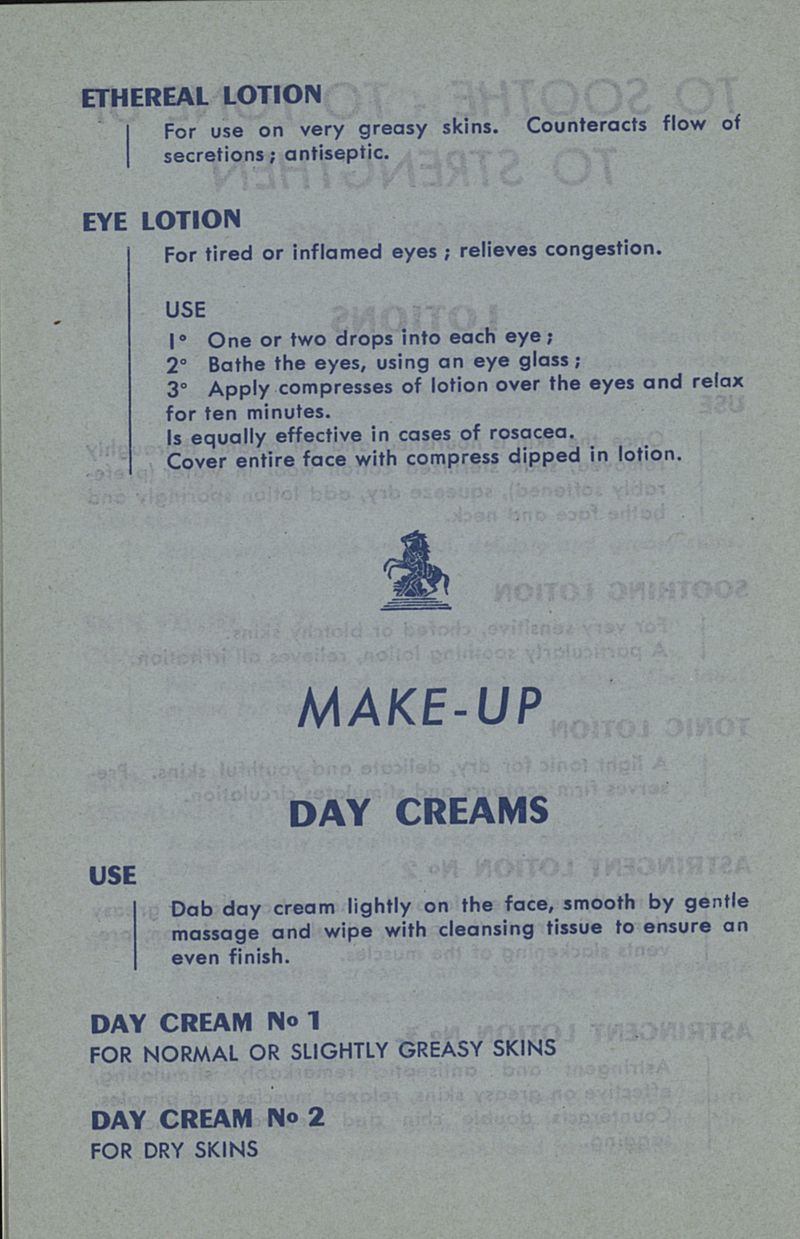 ETHEREAL LOTION
For use on very greasy skins. Counteracts flow of
secretions ; antiseptic.
EYE LOTION
For tired or inflamed eyes ; relieves congestion.
USE
1° One or two drops into each eye ;
2° Bathe the eyes, using an eye glass ;
3° Apply compresses of lotion over the eyes and relax
for ten minutes.
Is equally effective in cases of rosacea.
Cover entire face with compress dipped in lotion.
MAKE-UP
DAY CREAMS
USE
Dab day cream lightly on the face, smooth by gentle
massage and wipe with cleansing tissue to ensure an
even finish.
DAY CREAM No 1
FOR NORMAL OR SLIGHTLY GREASY SKINS
DAY CREAM No 2
FOR DRY SKINS